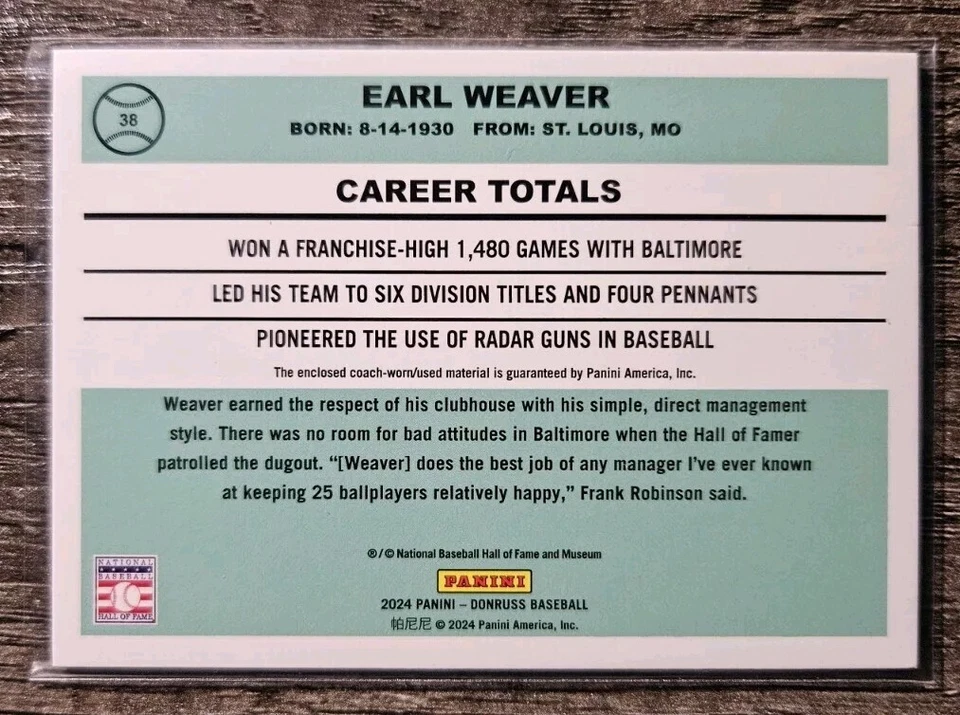 38
EARL WEAVER
BORN: 8-14-1930 FROM: ST. LOUIS, MO
CAREER TOTALS
WON A FRANCHISE-HIGH 1,480 GAMES WITH BALTIMORE
LED HIS TEAM TO SIX DIVISION TITLES AND FOUR PENNANTS
PIONEERED THE USE OF RADAR GUNS IN BASEBALL
The enclosed coach-worn/used material is guaranteed by Panini America, Inc.
Weaver earned the respect of his clubhouse with his simple, direct management
style. There was no room for bad attitudes in Baltimore when the Hall of Famer
patrolled the dugout. “[Weaver] does the best job of any manager I’ve ever known
at keeping 25 ballplayers relatively happy,” Frank Robinson said.
®/© National Baseball Hall of Fame and Museum
NATIONAL
BASEBALL
HALL OF FAME
PANINI
2024 PANINI – DONRUSS BASEBALL
帕尼尼 © 2024 Panini America, Inc.